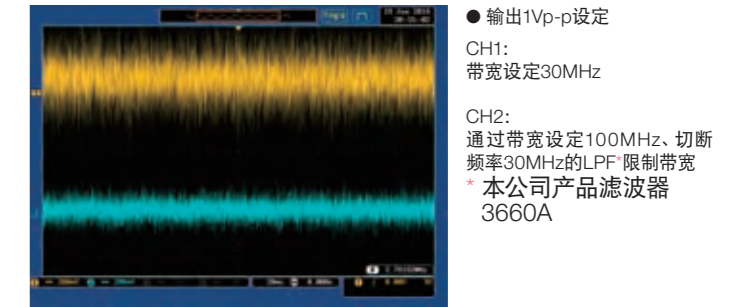 ● 输出1Vp-p设定
CH1:
带宽设定30MHz
CH2:
通过带宽设定100MHz、切断
频率30MHz的LPF*限制带宽
* 本公司产品滤波器
3660A